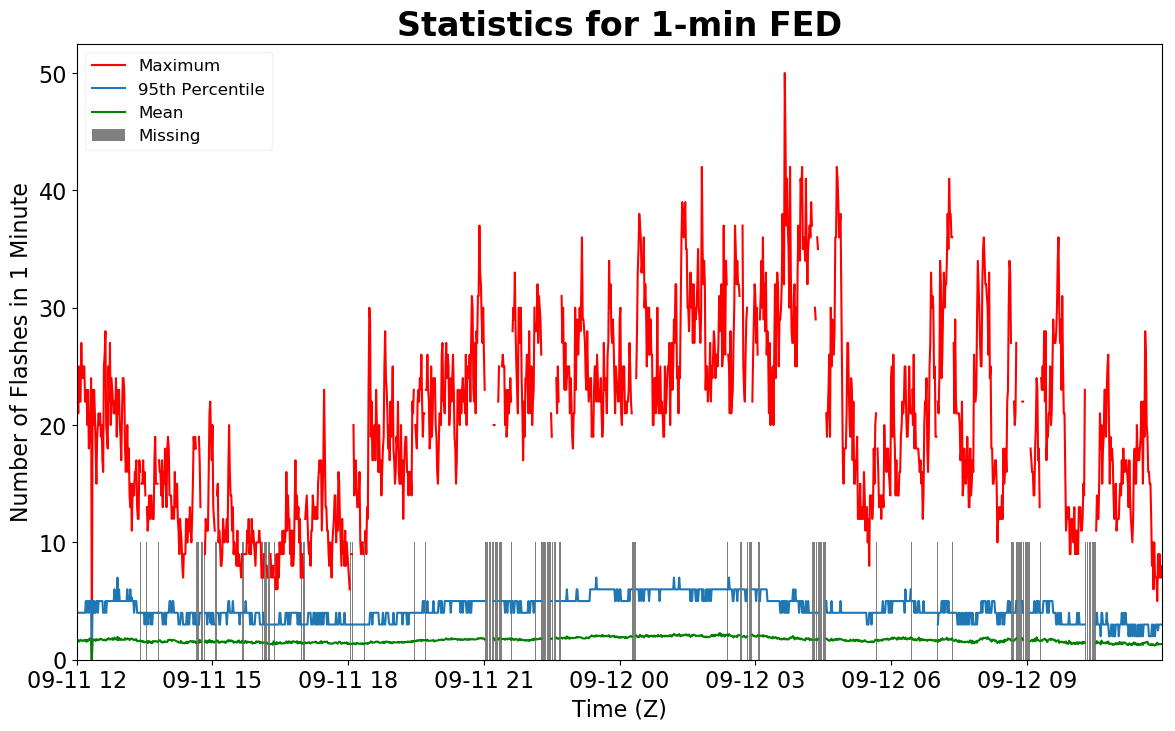 Statistics for 1-min FED
Maximum
95th Percentile
Mean
Missing
Number of Flashes in 1 Minute
50
40
30
20
10
0
09-11 12
09-11 15
09-11 18
09-11 21
09-12 00
09-12 03
09-12 06
09-12 09
Time (Z)